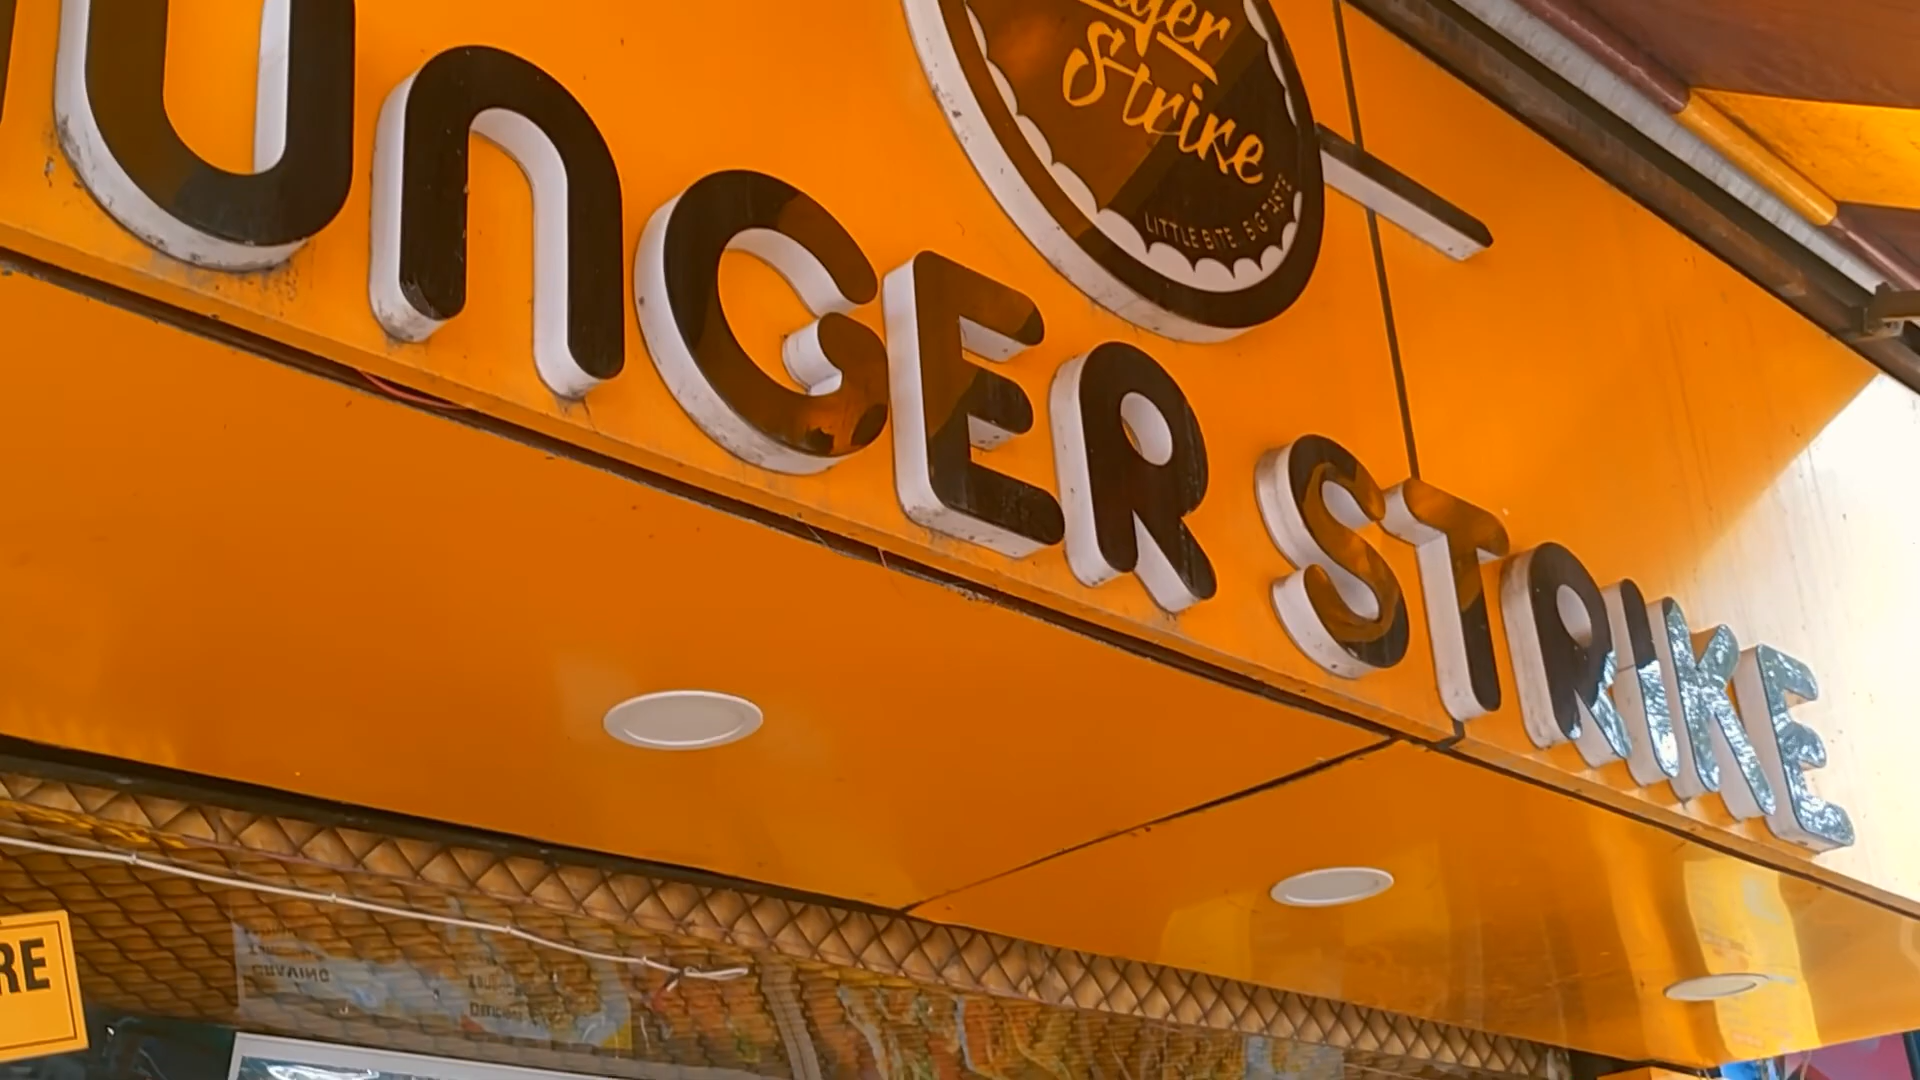 Strike
LITTLE BITE BIG TASTE
UNGER STRIKE
RE